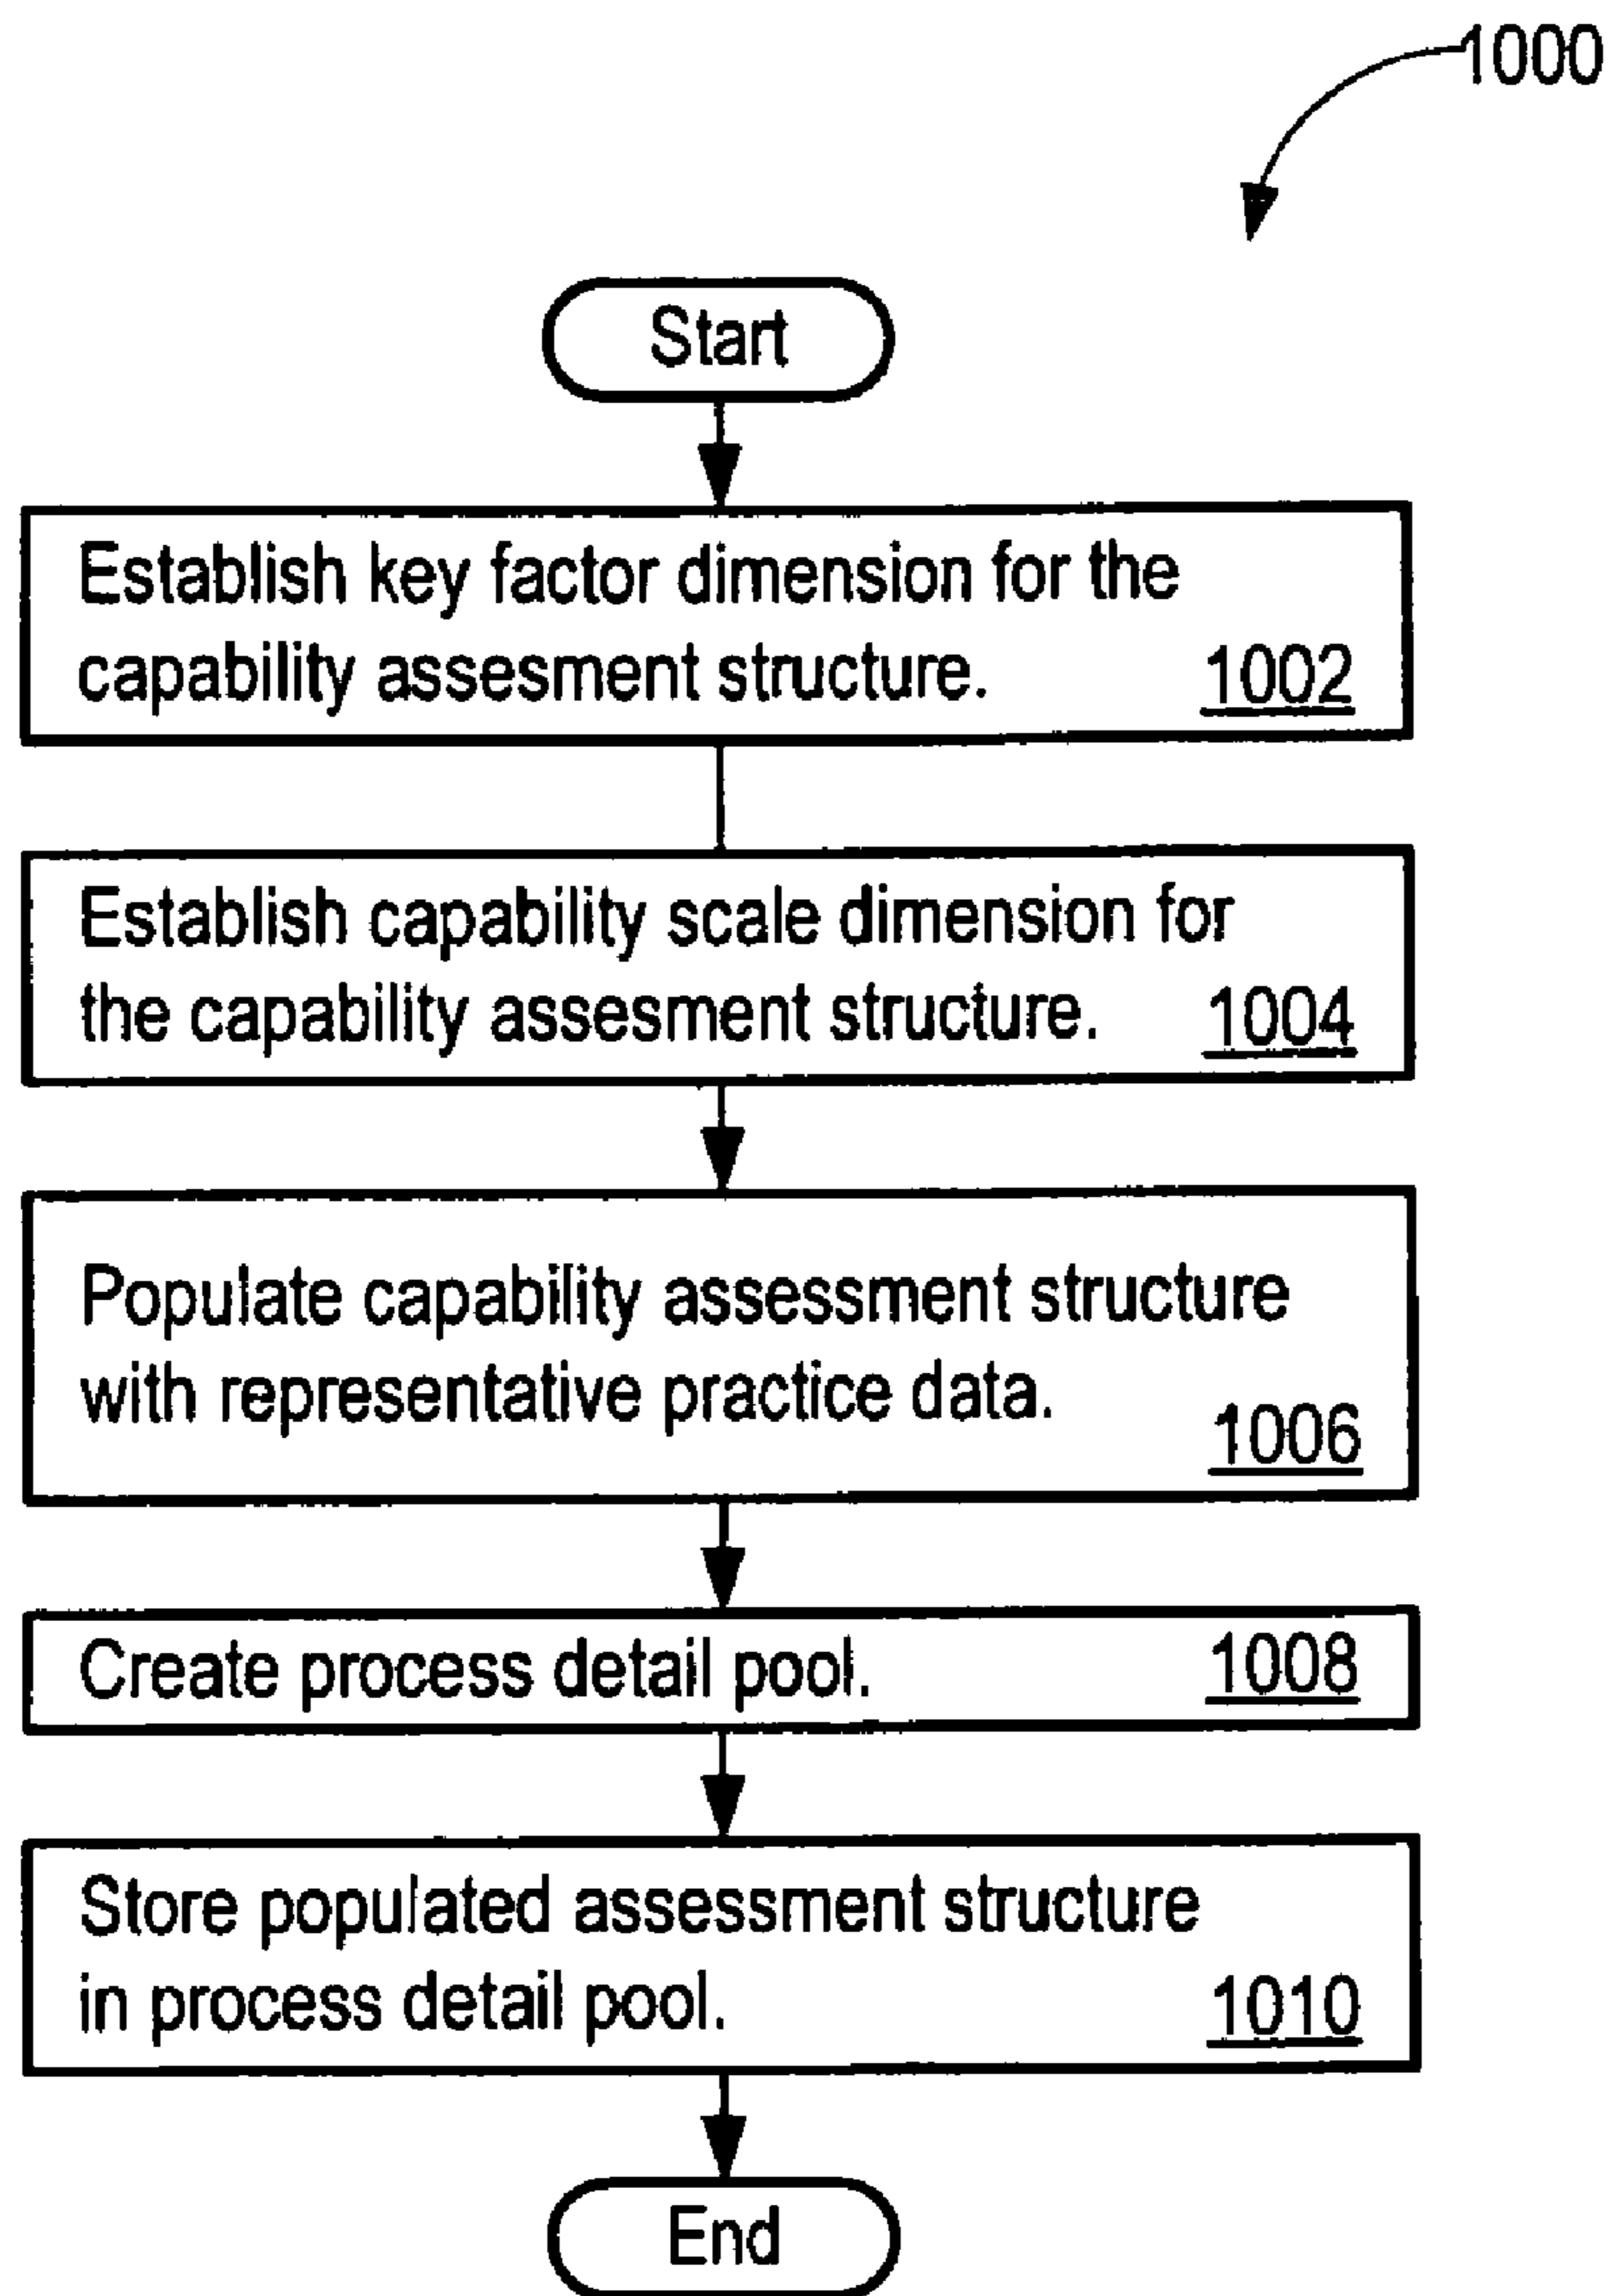 1000
Start
Establish key factor dimension for the
capability assesment structure. 1002
Establish capability scale dimension for
the capability assesment structure. 1004
Populate capability assessment structure
with representative practice data.
1006
Create process detail pool. 1008
Store populated assessment structure
in process detail pool. 1010
End